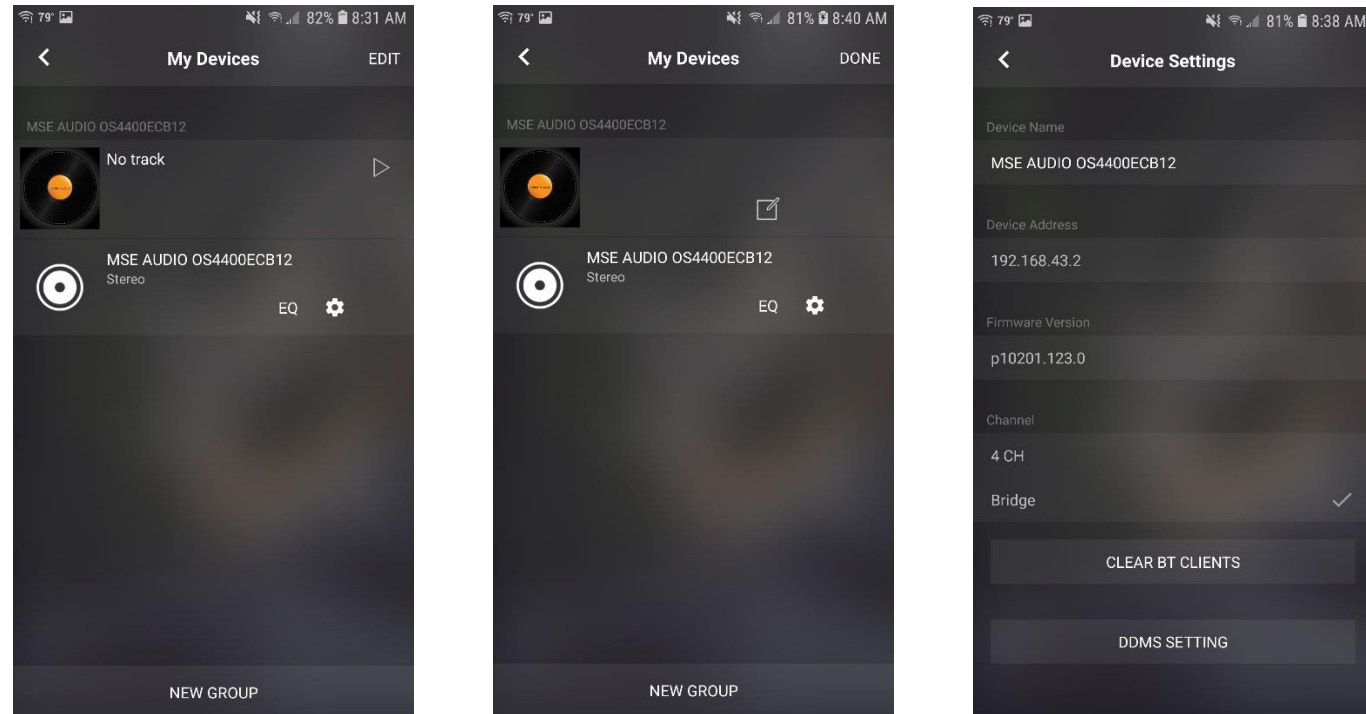 79°
82% 8:31 AM
My Devices
EDIT
MSE AUDIO OS4400ECB12
No track
MSE AUDIO OS4400ECB12
Stereo
EQ
NEW GROUP
79°
81% 8:40 AM
My Devices
DONE
MSE AUDIO OS4400ECB12
MSE AUDIO OS4400ECB12
Stereo
EQ
NEW GROUP
79°
81% 8:38 AM
Device Settings
Device Name
MSE AUDIO OS4400ECB12
Device Address
192.168.43.2
Firmware Version
p10201.123.0
Channel
4 CH
Bridge
CLEAR BT CLIENTS
DDMS SETTING